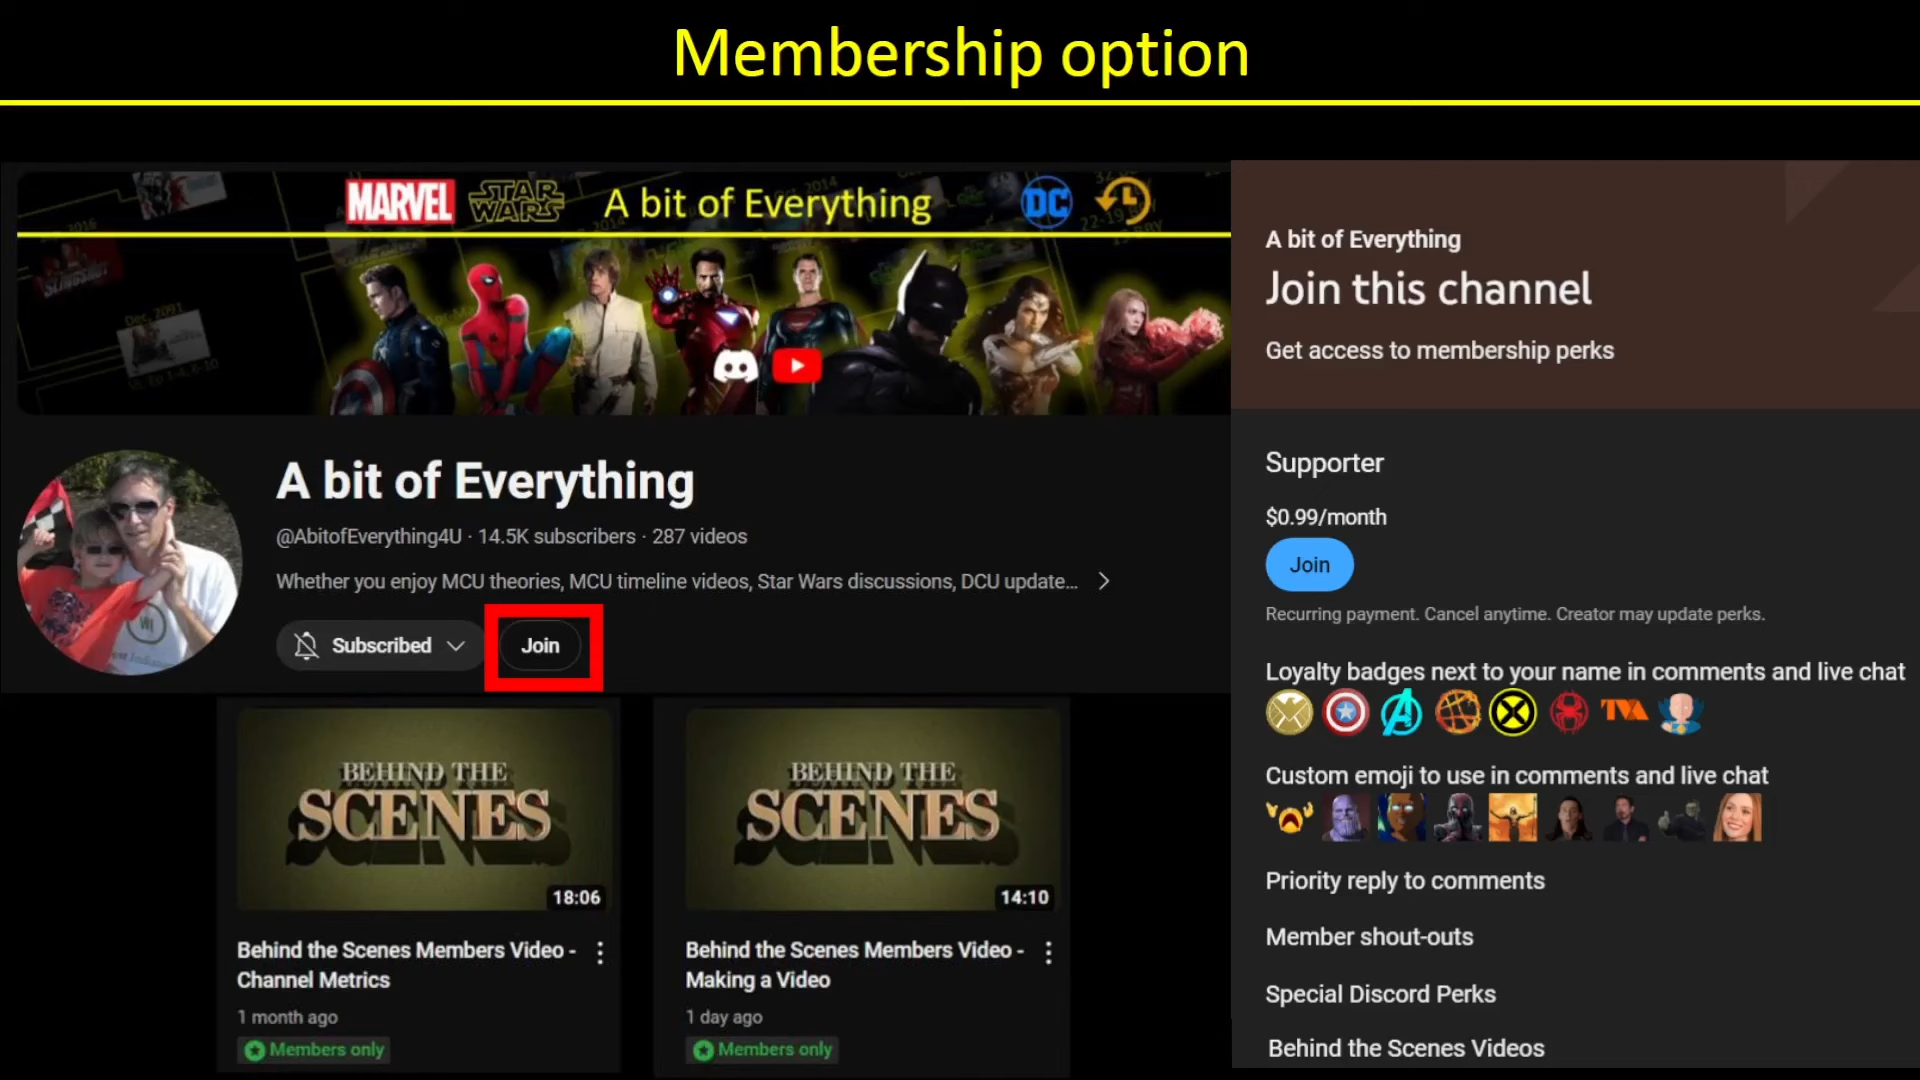 Membership option
MARVEL STAR WARS A bit of Everything DC
A bit of Everything
@AbitofEverything4U · 14.5K subscribers · 287 videos
Whether you enjoy MCU theories, MCU timeline videos, Star Wars discussions, DCU update...
Subscribed Join
BEHIND THE
SCENES
18:06
Behind the Scenes Members Video -
Channel Metrics
1 month ago
Members only
BEHIND THE
SCENES
14:10
Behind the Scenes Members Video -
Making a Video
1 day ago
Members only
A bit of Everything
Join this channel
Get access to membership perks
Supporter
$0.99/month
Join
Recurring payment. Cancel anytime. Creator may update perks.
Loyalty badges next to your name in comments and live chat
TVA
Custom emoji to use in comments and live chat
Priority reply to comments
Member shout-outs
Special Discord Perks
Behind the Scenes Videos